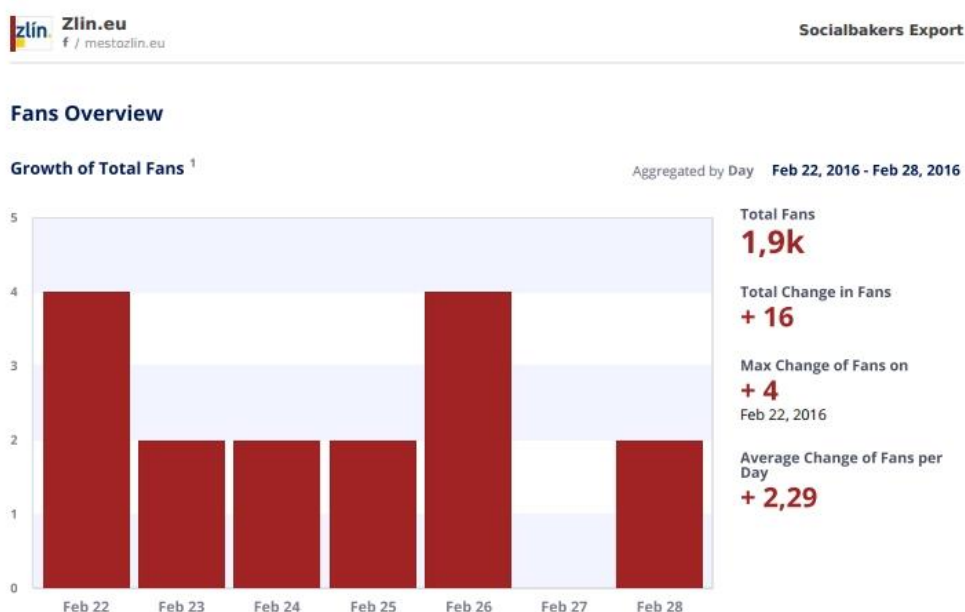 zlín.
Zlin.eu
f / mestozlin.eu
Socialbakers Export
Fans Overview
Growth of Total Fans 1
Aggregated by Day Feb 22, 2016 - Feb 28, 2016
5
4
3
2
1
0
Feb 22 Feb 23 Feb 24 Feb 25 Feb 26 Feb 27 Feb 28
Total Fans
1,9k
Total Change in Fans
+ 16
Max Change of Fans on
+ 4
Feb 22, 2016
Average Change of Fans per
Day
+ 2,29